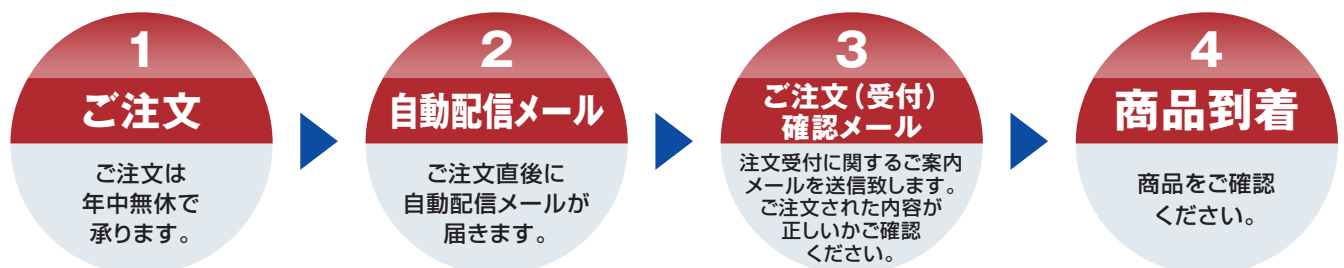 1
ご注文
ご注文は
年中無休で
承ります。
2
自動配信メール
ご注文直後に
自動配信メールが
届きます。
3
ご注文（受付）
確認メール
注文受付に関するご案内
メールを送信致します。
ご注文された内容が
正しいかご確認
ください。
4
商品到着
商品をご確認
ください。